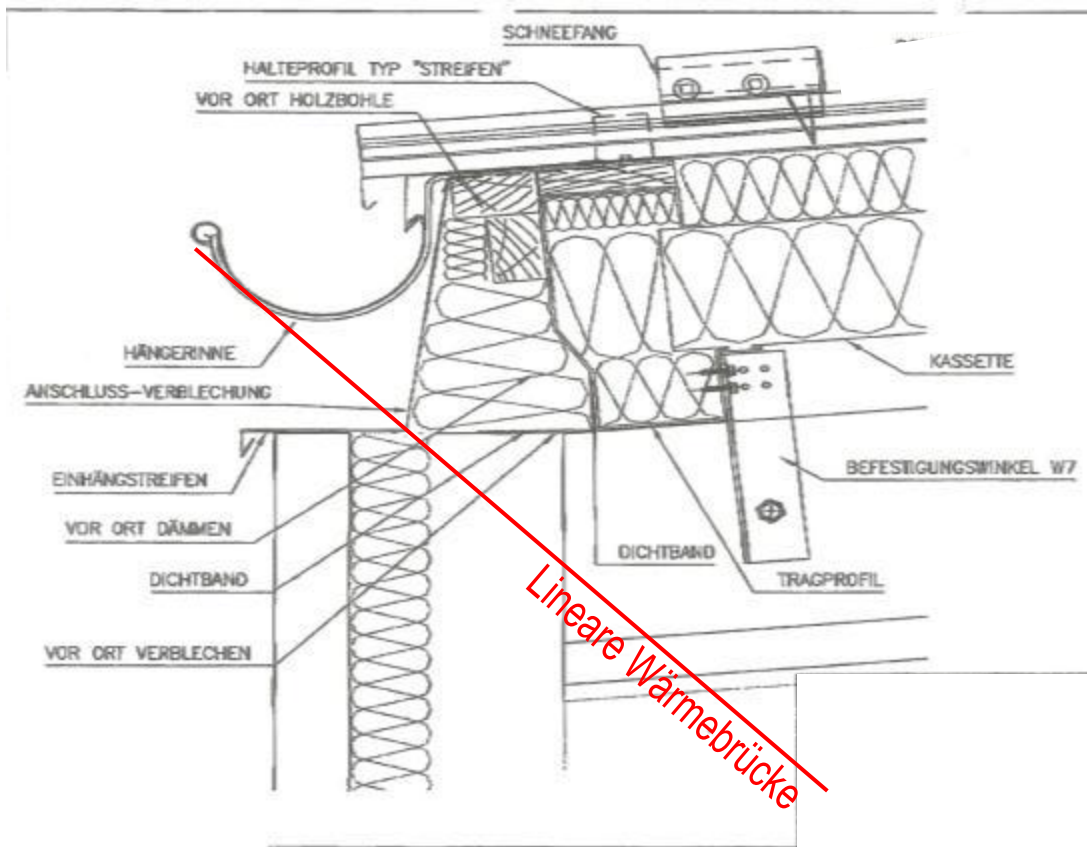 SCHNEEFANG
HALTEPROFIL TYP "STREIFEN"
VOR ORT HOLZBOHLE
HÄNGERINNE
KASSETTE
ANSCHLUSS-VERBLECHUNG
BEFESTIGUNGSWINKEL W7
EINHÄNGSTREIFEN
VOR ORT DÄMMEN
DICHTBAND
DICHTBAND
TRAGPROFIL
VOR ORT VERBLECHEN
Lineare Wärmebrücke